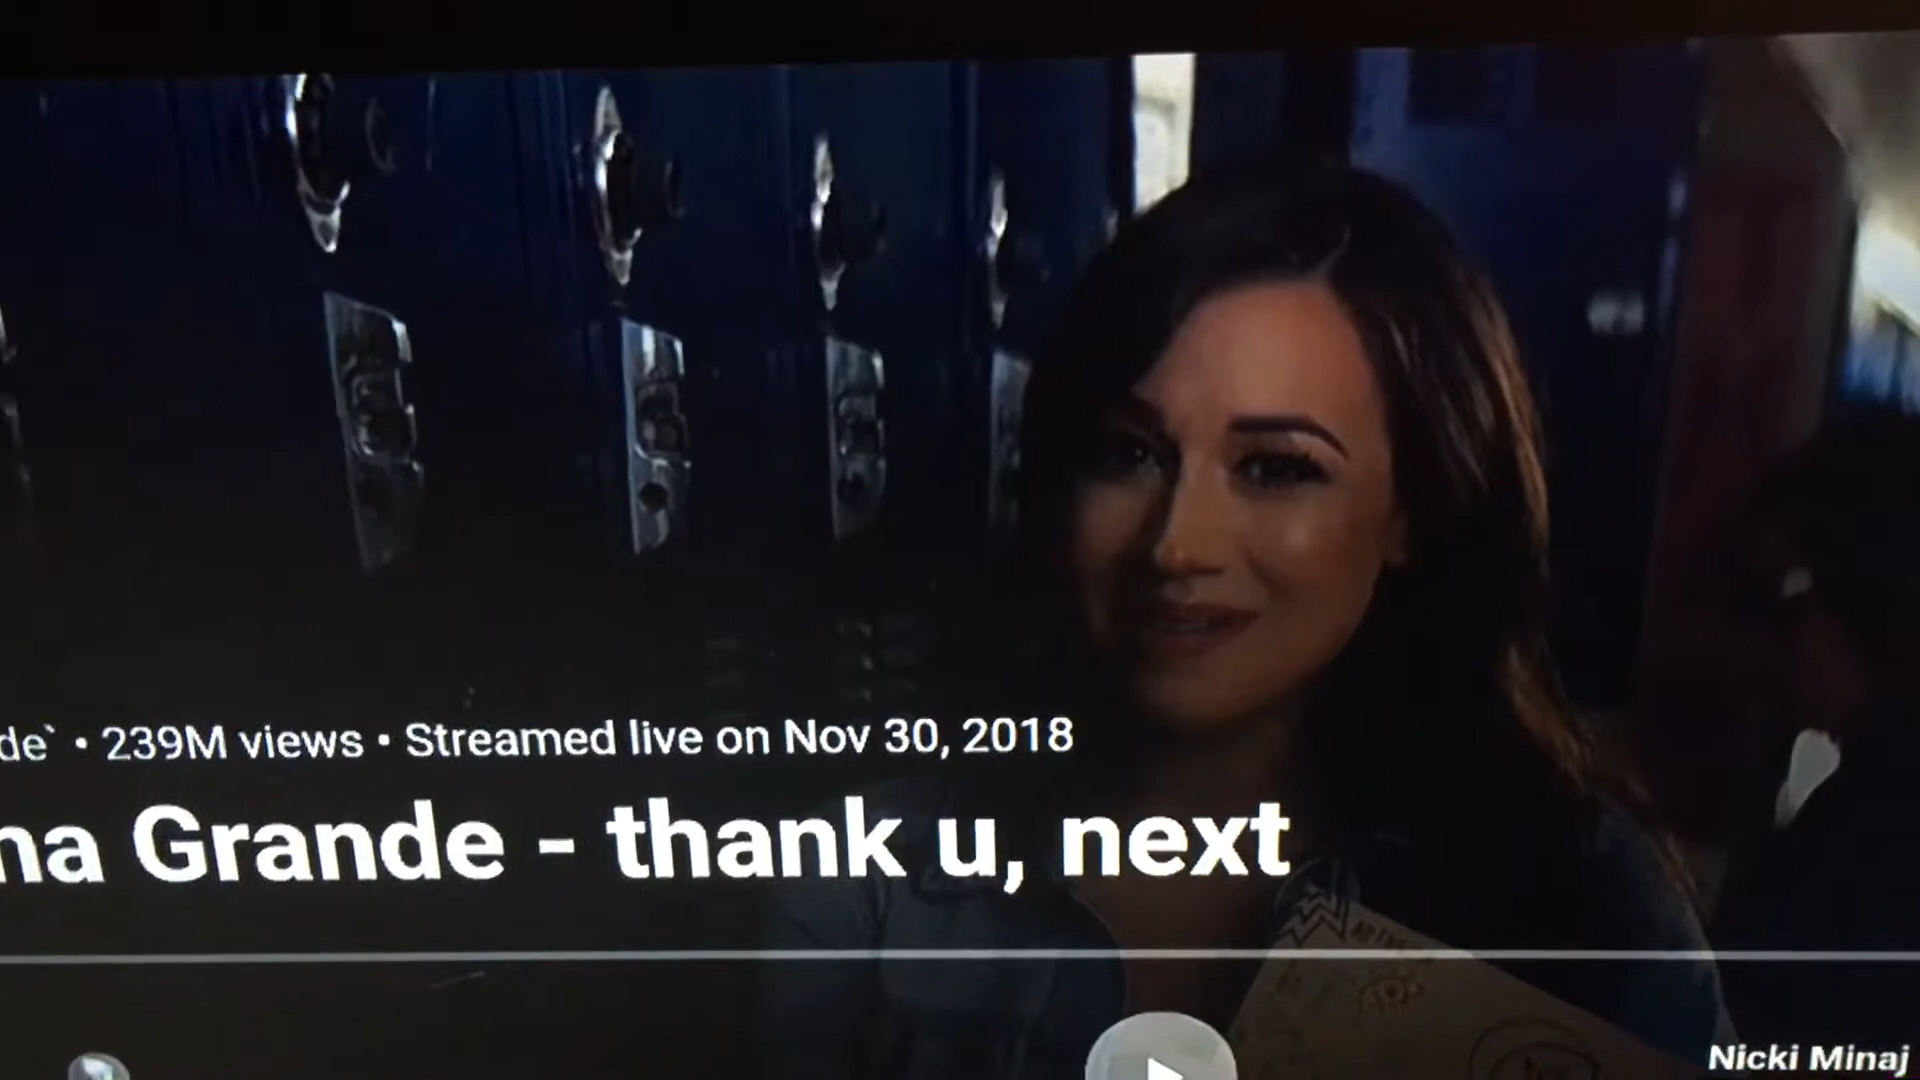 de` • 239M views • Streamed live on Nov 30, 2018
na Grande - thank u, next
Nicki Minaj